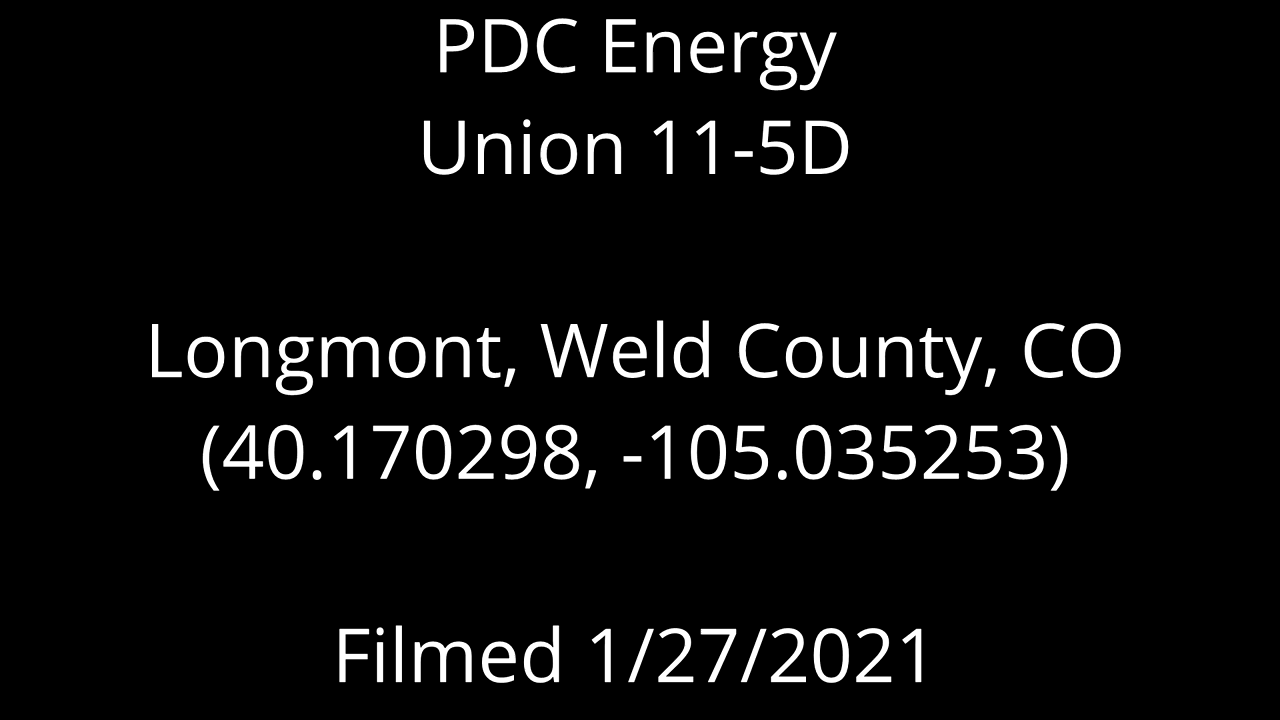 PDC Energy
Union 11-5D
Longmont, Weld County, CO
(40.170298, -105.035253)
Filmed 1/27/2021